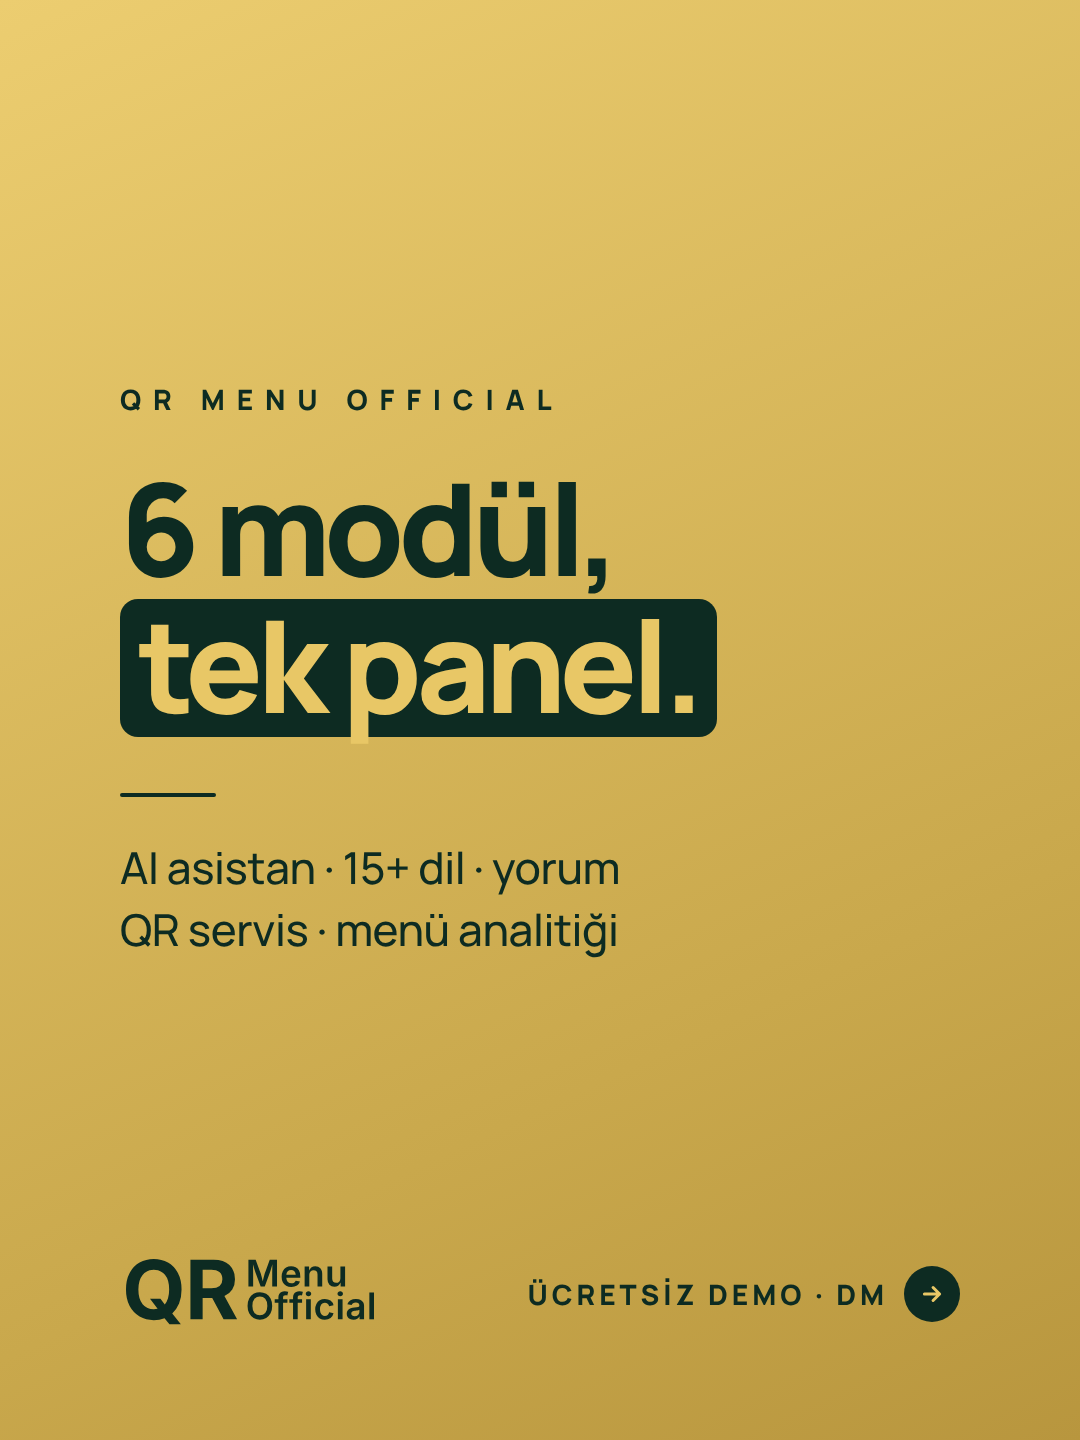 QR MENU OFFICIAL
6 modül,
tek panel.
AI asistan · 15+ dil · yorum
QR servis · menü analitiği
QR Menu Official
ÜCRETSİZ DEMO · DM